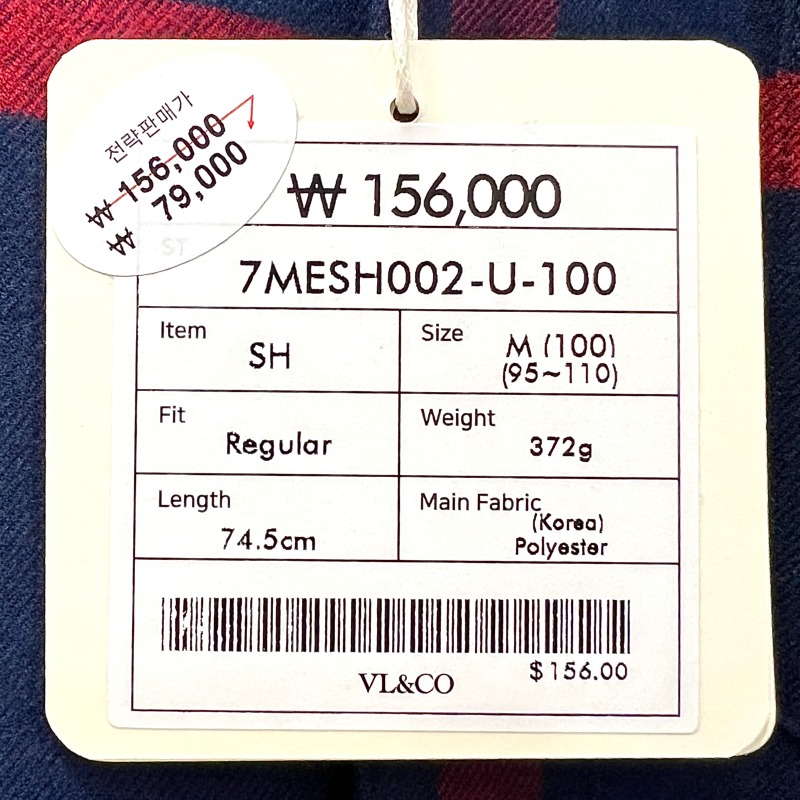 전략판매가
₩ 156,000
₩ 79,000
₩ 156,000
ST
7MESH002-U-100
Item
SH
Size
M (100)
(95~110)
Fit
Regular
Weight
372g
Length
74.5cm
Main Fabric
(Korea)
Polyester
$156.00
VL&CO